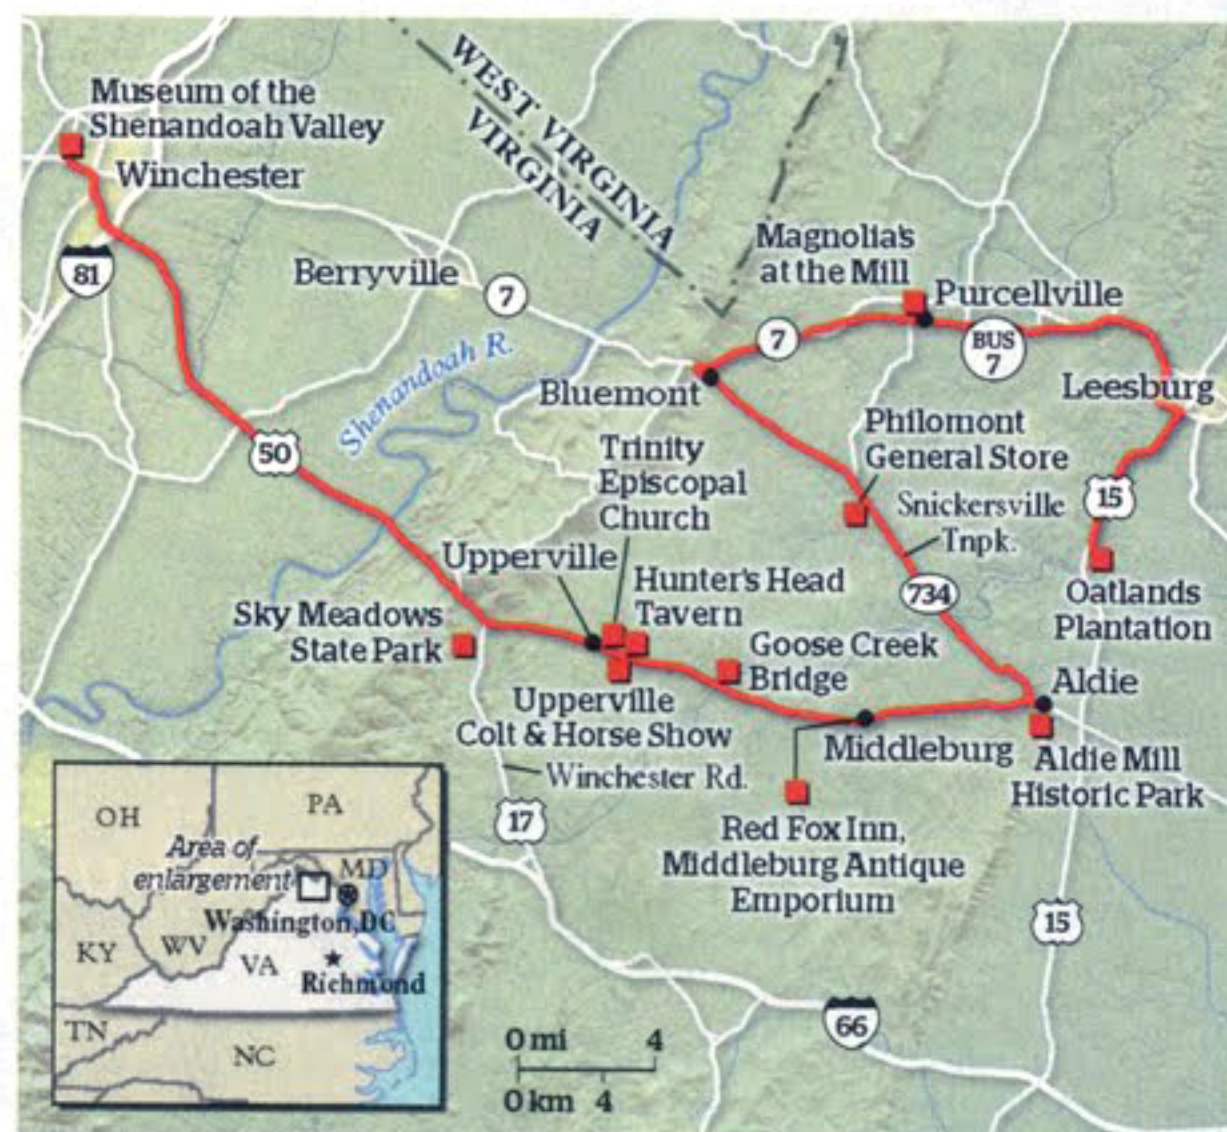 WEST VIRGINIA
VIRGINIA
Museum of the
Shenandoah Valley
Winchester
81
Berryville
7
Shenandoah R.
50
Magnolia's
at the Mill
Purcellville
7
BUS
7
Bluemont
Leesburg
Philomont
General Store
Snickersville
Tnpk.
15
Oatlands
Plantation
734
Trinity
Episcopal
Church
Upperville
Hunter's Head
Tavern
Sky Meadows
State Park
Goose Creek
Bridge
Upperville
Colt & Horse Show
Winchester Rd.
17
Middleburg
Aldie
Aldie Mill
Historic Park
Red Fox Inn,
Middleburg Antique
Emporium
15
66
0 mi 4
0 km 4
OH
PA
Area of
enlargement
MD
Washington, DC
WV
KY
VA
Richmond
TN
NC